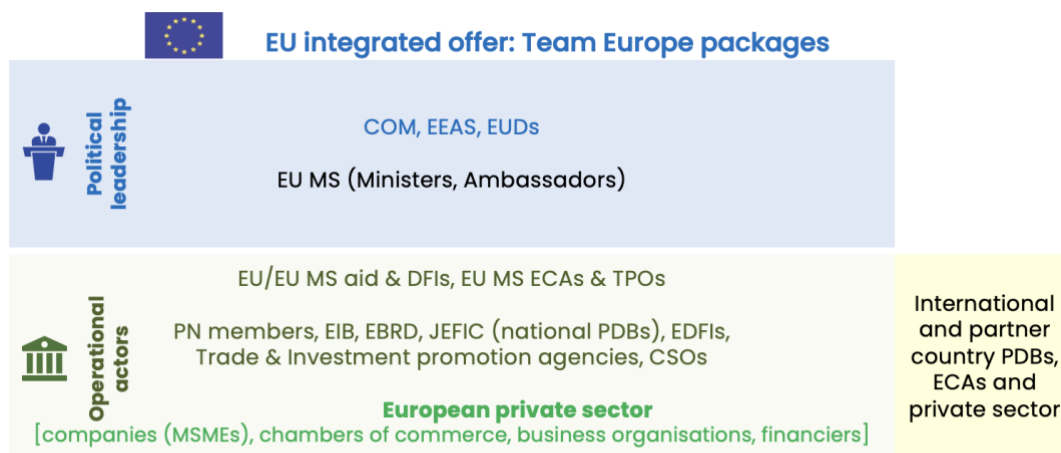 EU integrated offer: Team Europe packages
Political
leadership
COM, EEAS, EUDs
EU MS (Ministers, Ambassadors)
Operational
actors
EU/EU MS aid & DFIs, EU MS ECAs & TPOs
PN members, EIB, EBRD, JEFIC (national PDBs), EDFIs,
Trade & Investment promotion agencies, CSOs
European private sector
[companies (MSMEs), chambers of commerce, business organisations, financiers]
International
and partner
country PDBs,
ECAs and
private sector